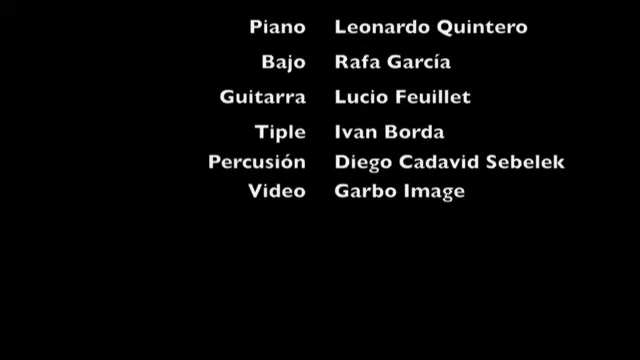 Piano Leonardo Quintero
Bajo Rafa García
Guitarra Lucio Feuillet
Tiple Ivan Borda
Percusión Diego Cadavid Sebelek
Video Garbo Image